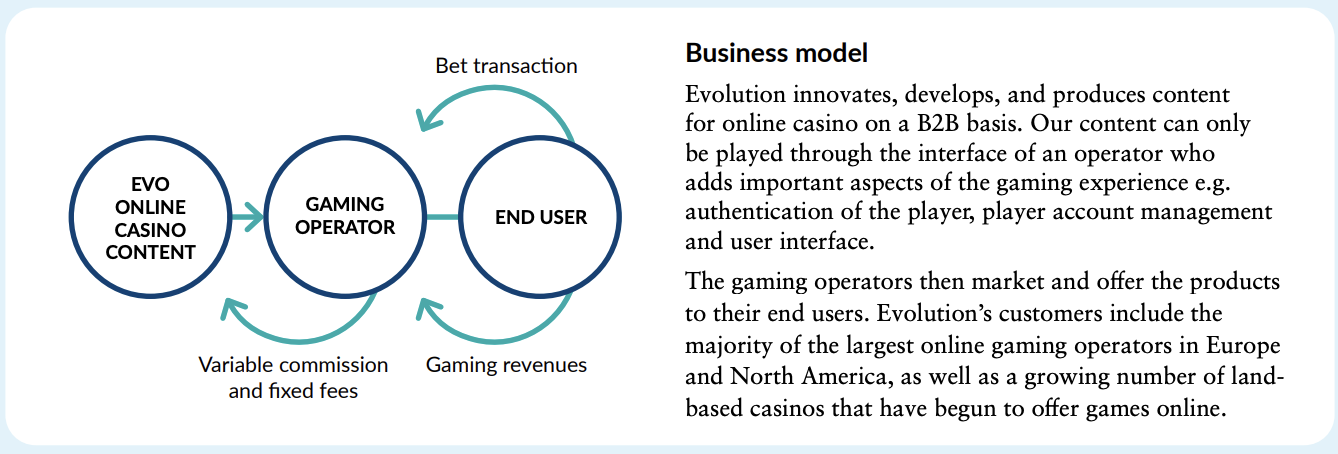 Bet transaction
EVO
ONLINE
CASINO
CONTENT
GAMING
OPERATOR
END USER
Variable commission
and fixed fees
Gaming revenues
Business model
Evolution innovates, develops, and produces content
for online casino on a B2B basis. Our content can only
be played through the interface of an operator who
adds important aspects of the gaming experience e.g.
authentication of the player, player account management
and user interface.
The gaming operators then market and offer the products
to their end users. Evolution’s customers include the
majority of the largest online gaming operators in Europe
and North America, as well as a growing number of land-
based casinos that have begun to offer games online.